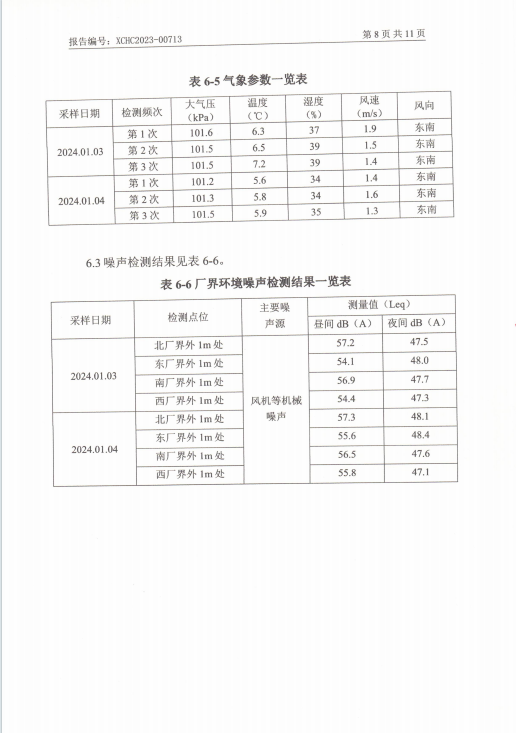 报告编号：XCHC2023-00713 第 8 页 共 11 页
表 6-5 气象参数一览表
采样日期 检测频次 大气压（kPa） 温度（℃） 湿度（%） 风速（m/s） 风向
2024.01.03 第 1 次 101.6 6.3 37 1.9 东南
第 2 次 101.5 6.5 39 1.5 东南
第 3 次 101.5 7.2 39 1.4 东南
2024.01.04 第 1 次 101.2 5.6 34 1.4 东南
第 2 次 101.3 5.8 34 1.6 东南
第 3 次 101.5 5.9 35 1.3 东南
6.3 噪声检测结果见表 6-6。
表 6-6 厂界环境噪声检测结果一览表
采样日期 检测点位 主要噪声源 测量值（Leq）
昼间 dB（A） 夜间 dB（A）
2024.01.03 北厂界外 1m 处 风机等机械噪声 57.2 47.5
东厂界外 1m 处 54.1 48.0
南厂界外 1m 处 56.9 47.7
西厂界外 1m 处 54.4 47.3
2024.01.04 北厂界外 1m 处 57.3 48.1
东厂界外 1m 处 55.6 48.4
南厂界外 1m 处 56.5 47.6
西厂界外 1m 处 55.8 47.1